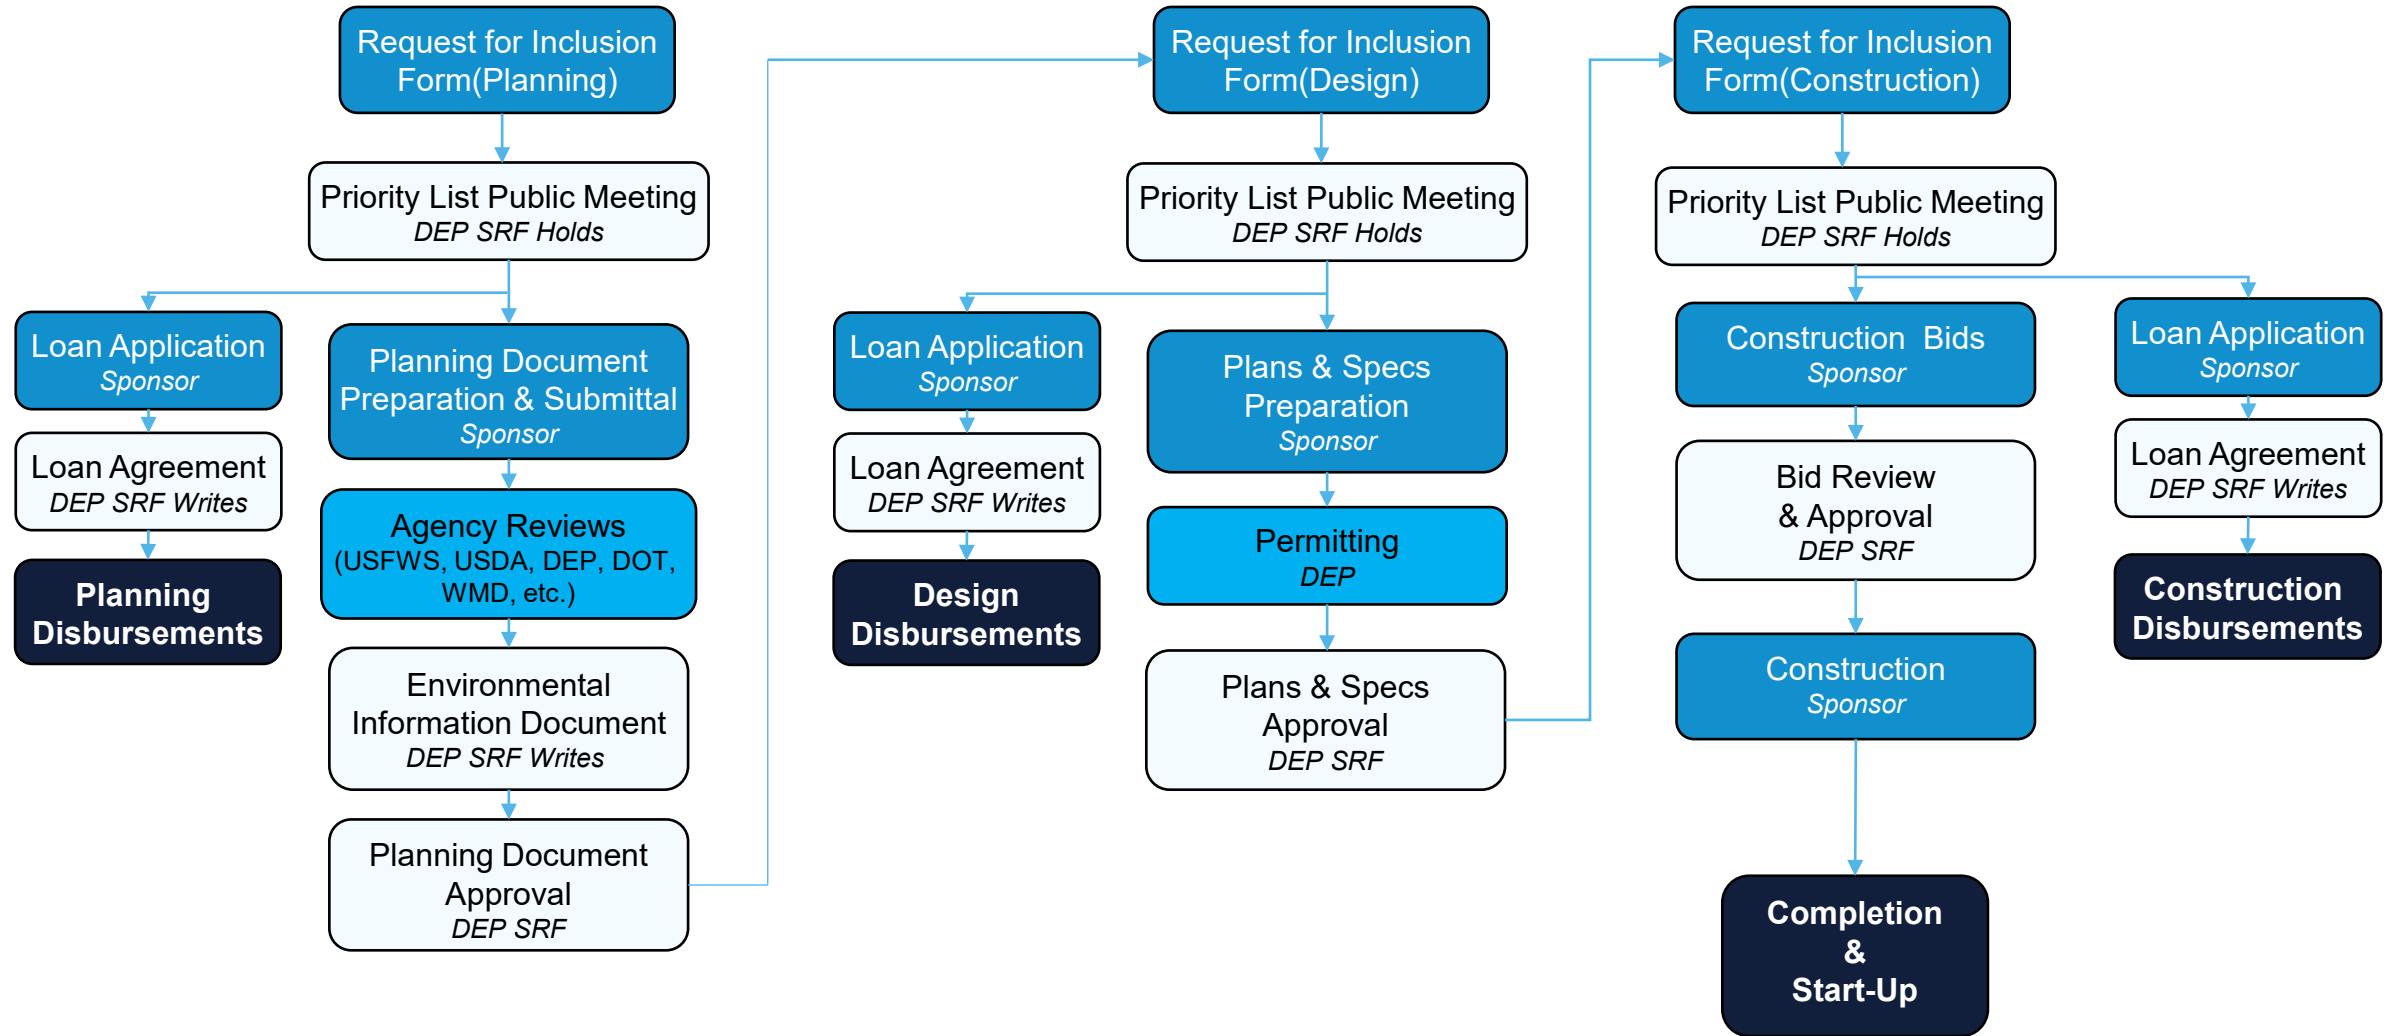 Request for Inclusion
Form(Planning)
Priority List Public Meeting
DEP SRF Holds
Loan Application
Sponsor
Loan Agreement
DEP SRF Writes
Planning
Disbursements
Planning Document
Preparation & Submittal
Sponsor
Agency Reviews
(USFWS, USDA, DEP, DOT,
WMD, etc.)
Environmental
Information Document
DEP SRF Writes
Planning Document
Approval
DEP SRF
Request for Inclusion
Form(Design)
Priority List Public Meeting
DEP SRF Holds
Loan Application
Sponsor
Loan Agreement
DEP SRF Writes
Design
Disbursements
Plans & Specs
Preparation
Sponsor
Permitting
DEP
Plans & Specs
Approval
DEP SRF
Request for Inclusion
Form(Construction)
Priority List Public Meeting
DEP SRF Holds
Construction Bids
Sponsor
Bid Review
& Approval
DEP SRF
Construction
Sponsor
Completion
&
Start-Up
Loan Application
Sponsor
Loan Agreement
DEP SRF Writes
Construction
Disbursements